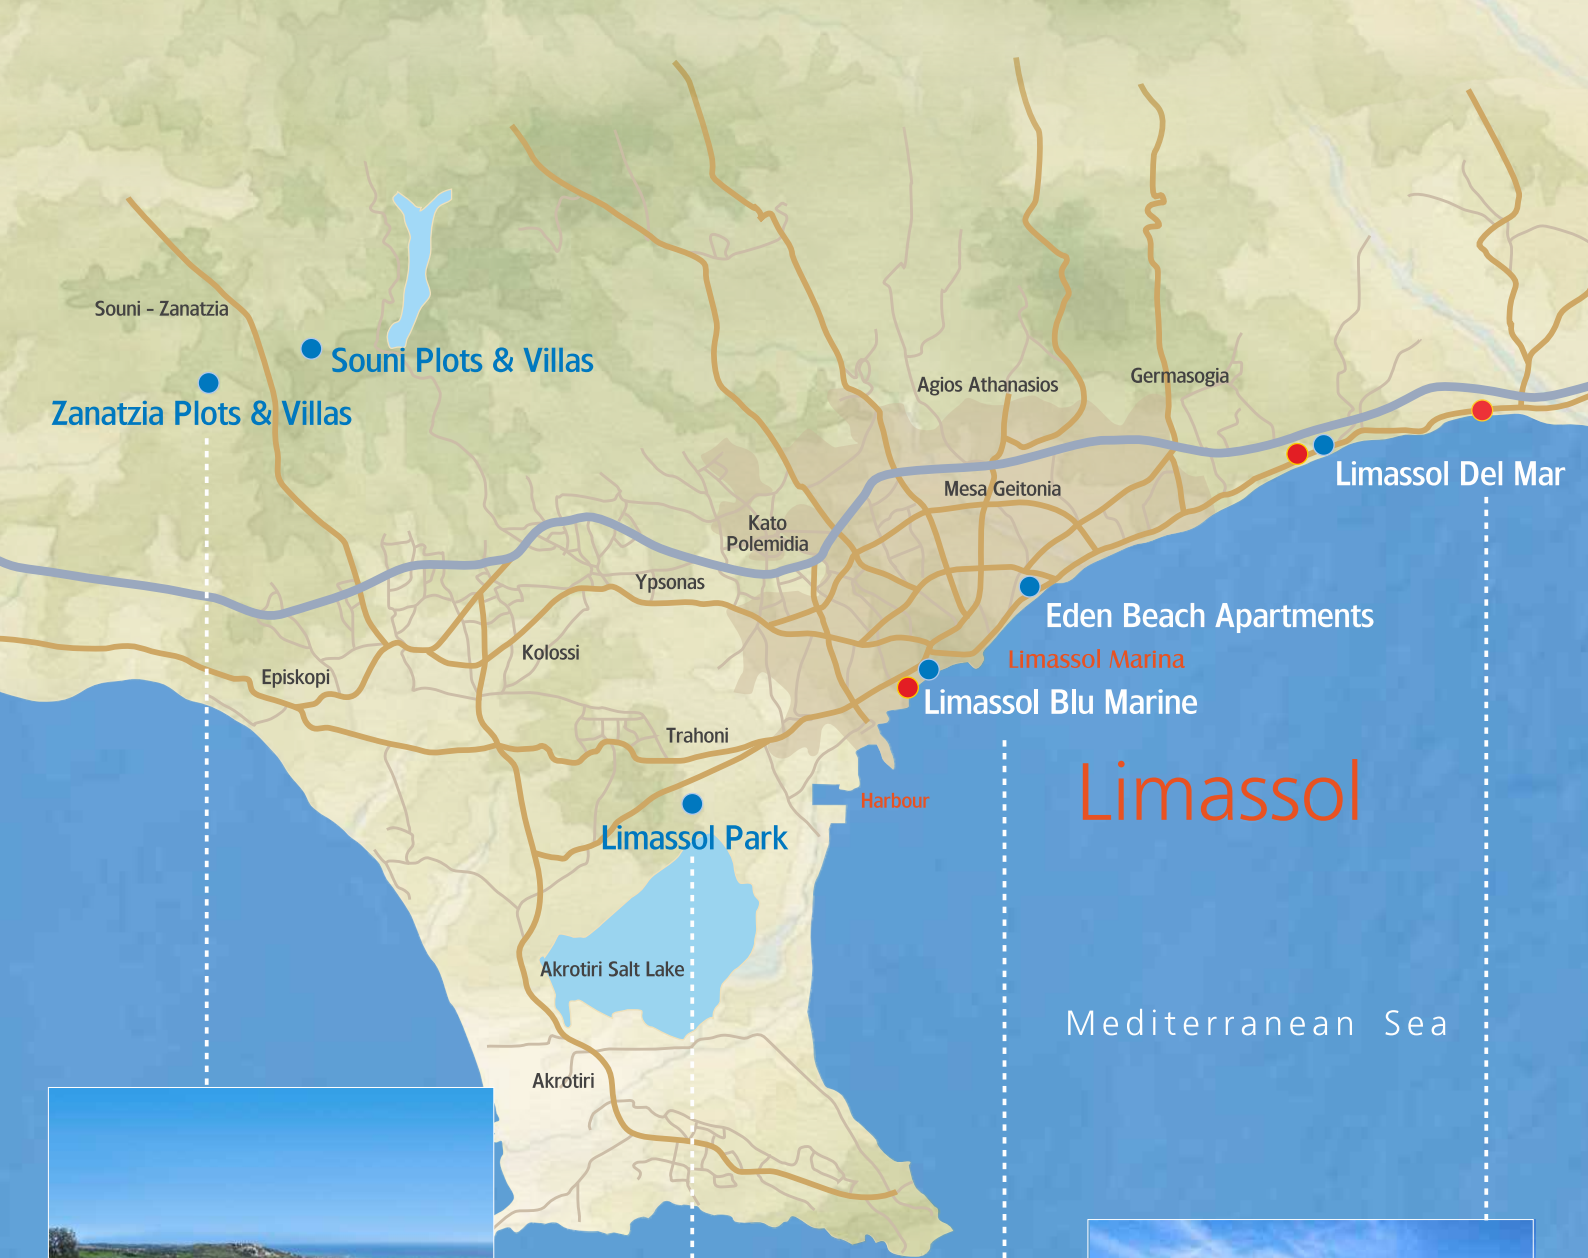 Souni - Zanatzia
Souni Plots & Villas
Zanatzia Plots & Villas
Agios Athanasios
Germasogia
Limassol Del Mar
Mesa Geitonia
Kato
Polemidia
Ypsonas
Eden Beach Apartments
Kolossi
Limassol Marina
Episkopi
Limassol Blu Marine
Trahoni
Limassol
Harbour
Limassol Park
Akrotiri Salt Lake
Mediterranean Sea
Akrotiri